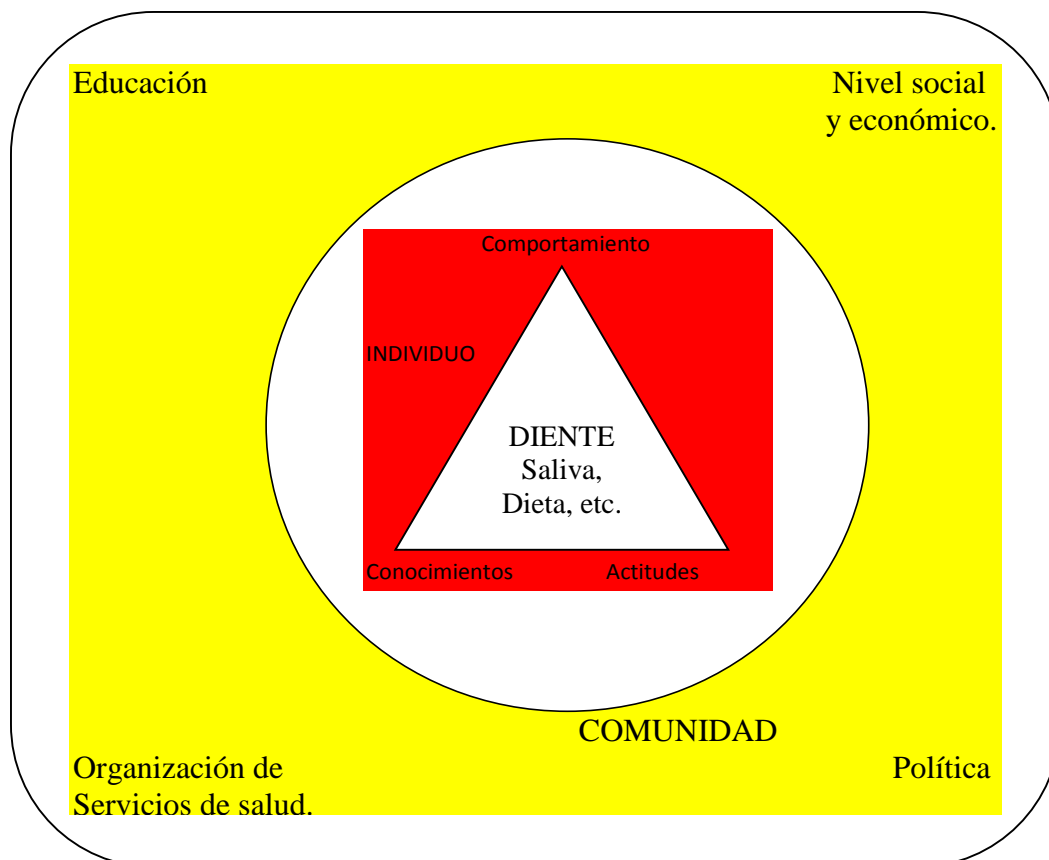 Educación
Nivel social
y económico.
Comportamiento
INDIVIDUO
DIENTE
Saliva,
Dieta, etc.
Conocimientos
Actitudes
COMUNIDAD
Organización de
Servicios de salud.
Política